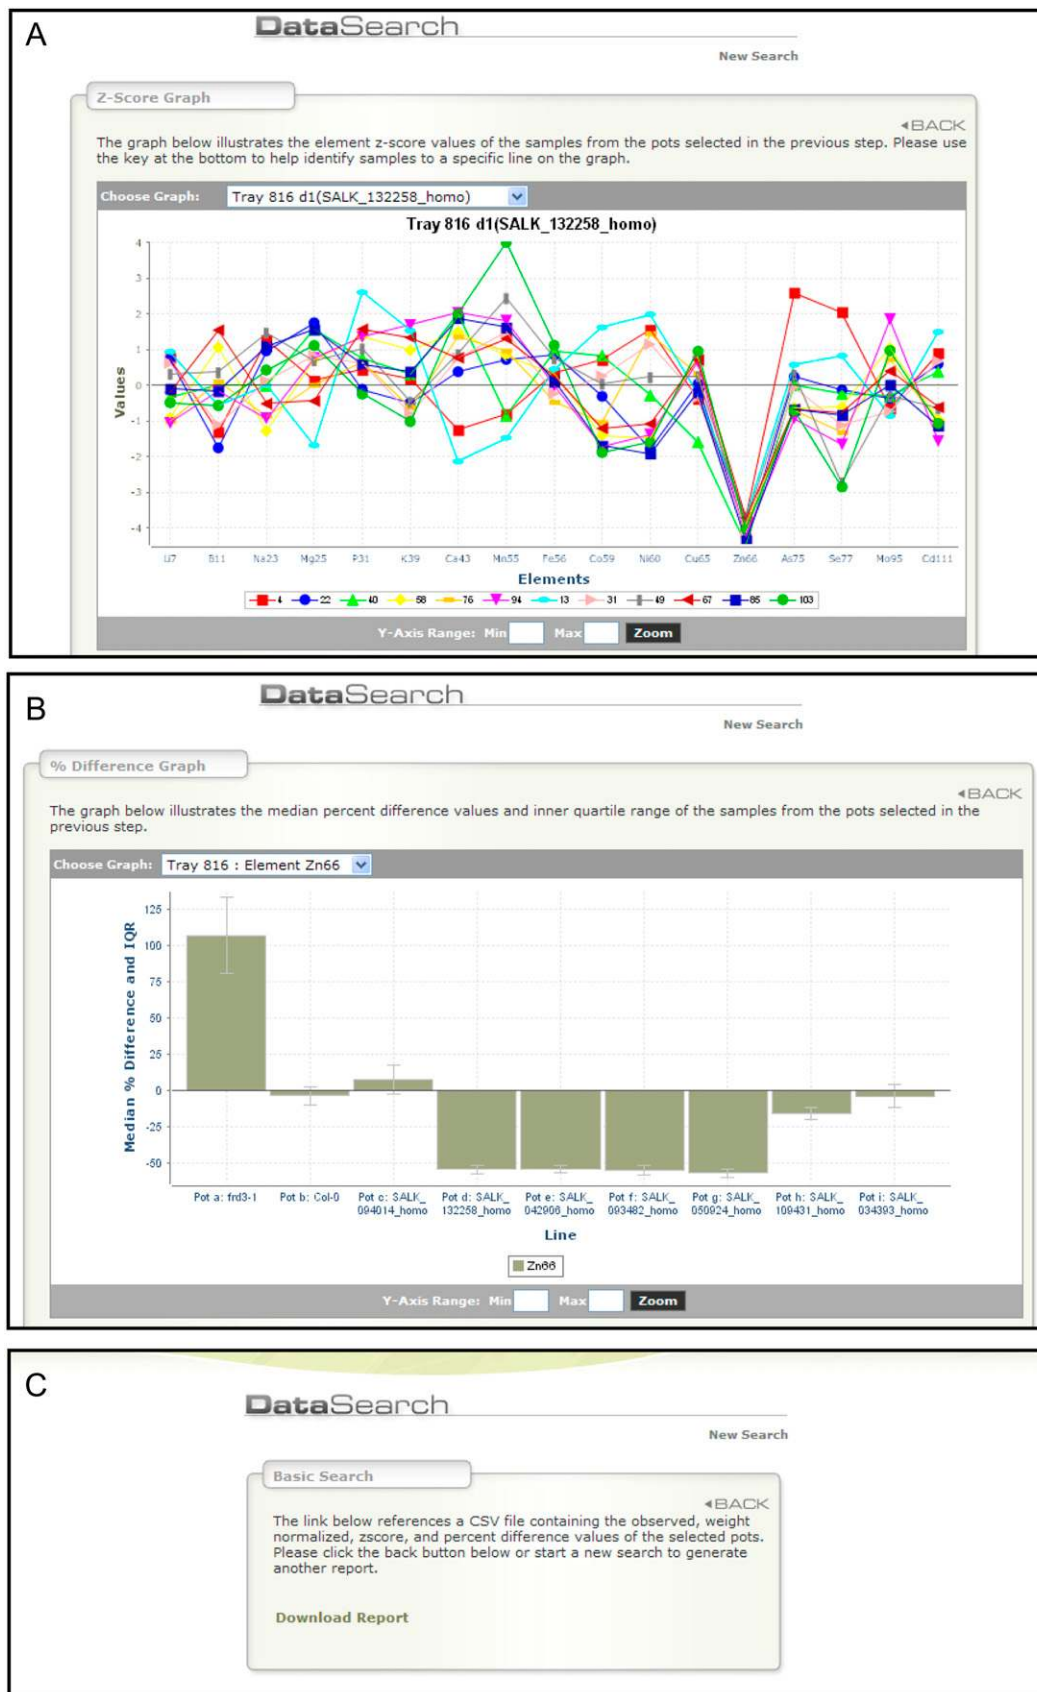 A
DataSearch
New Search
Z-Score Graph
BACK
The graph below illustrates the element z-score values of the samples from the pots selected in the previous step. Please use
the key at the bottom to help identify samples to a specific line on the graph.
Choose Graph: Tray 816 d1(SALK_132258_homo)
Tray 816 d1(SALK_132258_homo)
4
3
2
1
0
-1
-2
-3
-4
Values
Li7 B11 Na23 Mg25 P31 K39 Ca43 Mn55 Fe56 Co59 Ni60 Cu65 Zn66 As75 Se77 Mo95 Cd111
Elements
4 22 40 58 76 94 13 31 49 67 85 103
Y-Axis Range: Min Max Zoom
B
DataSearch
New Search
% Difference Graph
BACK
The graph below illustrates the median percent difference values and inner quartile range of the samples from the pots selected in the
previous step.
Choose Graph: Tray 816 : Element Zn66
Median % Difference and IQR
125
100
75
50
25
0
-25
-50
Pot a: frd3-1 Pot b: Col-0 Pot c: SALK_ Pot d: SALK_ Pot e: SALK_ Pot f: SALK_ Pot g: SALK_ Pot h: SALK_ Pot i: SALK_
094014_homo 132258_homo 042906_homo 093482_homo 050924_homo 109431_homo 034393_homo
Line
Zn66
Y-Axis Range: Min Max Zoom
C
DataSearch
New Search
Basic Search
BACK
The link below references a CSV file containing the observed, weight
normalized, zscore, and percent difference values of the selected pots.
Please click the back button below or start a new search to generate
another report.
Download Report